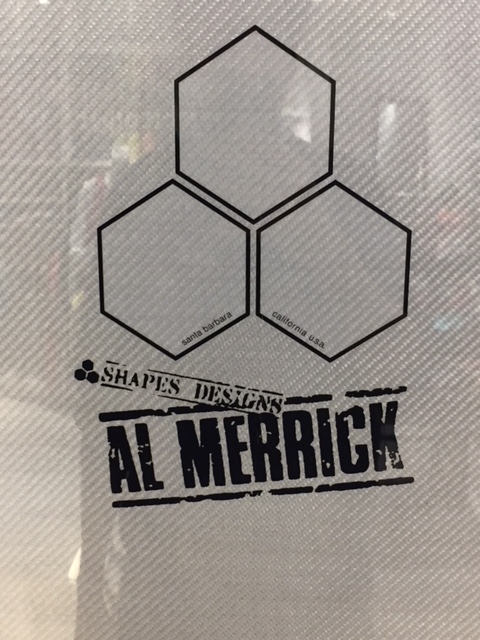 santa barbara
california u.s.a.
SHAPES DESIGNS
AL MERRICK